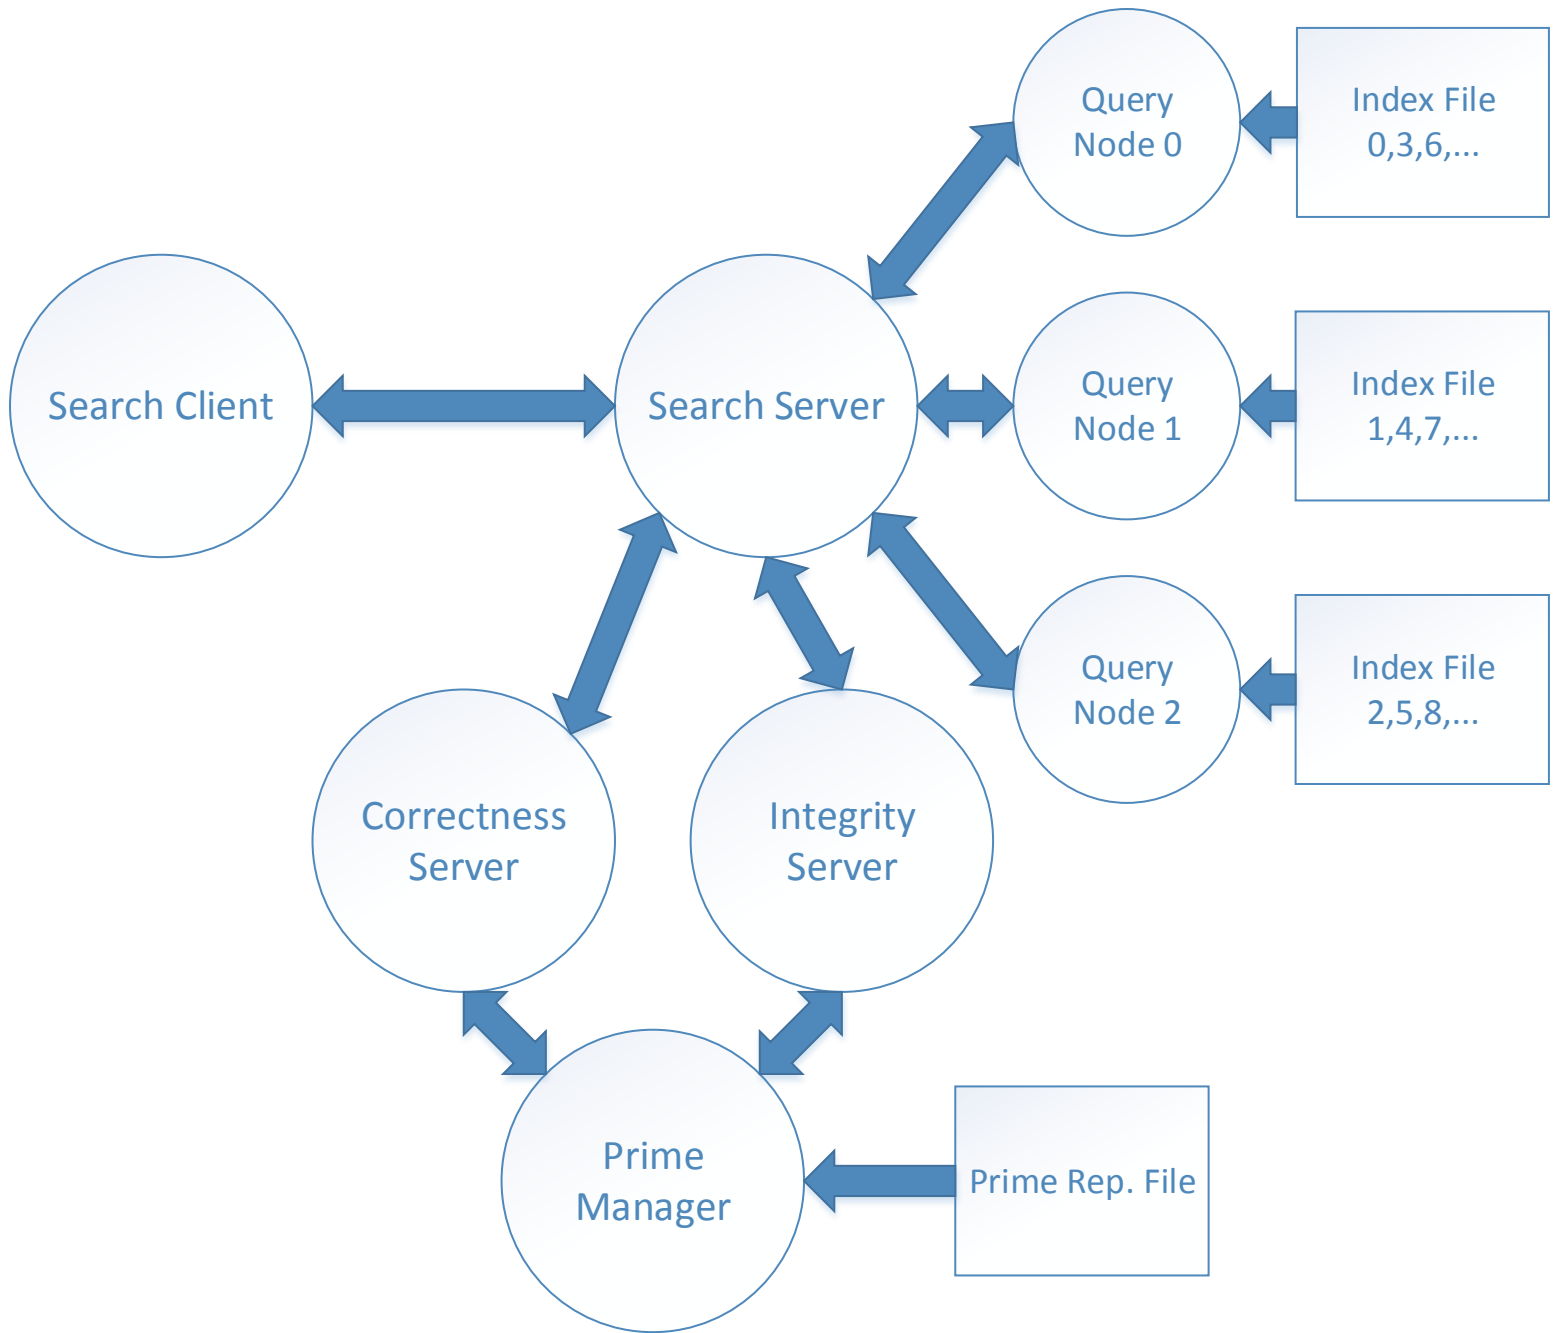 Query
Node 0
Index File
0,3,6,...
Search Client
Search Server
Query
Node 1
Index File
1,4,7,...
Query
Node 2
Index File
2,5,8,...
Correctness
Server
Integrity
Server
Prime
Manager
Prime Rep. File